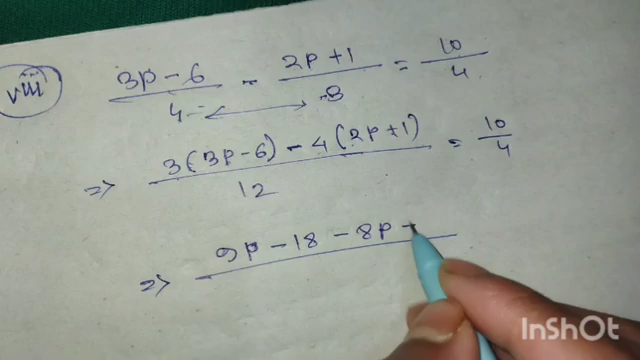 viii) (3p - 6)/4 - (2p + 1)/3 = 10/4
⇒ (3(3p - 6) - 4(2p + 1))/12 = 10/4
⇒ 9p - 18 - 8p -
InShOt